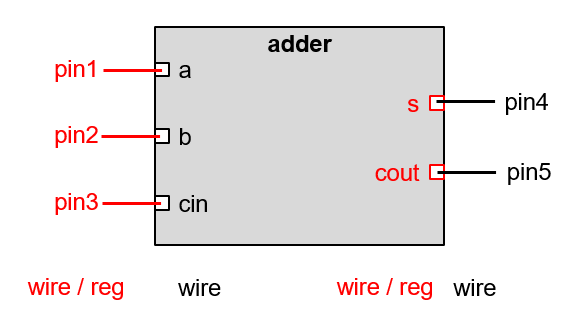 adder
pin1 a
pin2 b
pin3 cin
s pin4
cout pin5
wire / reg wire wire / reg wire